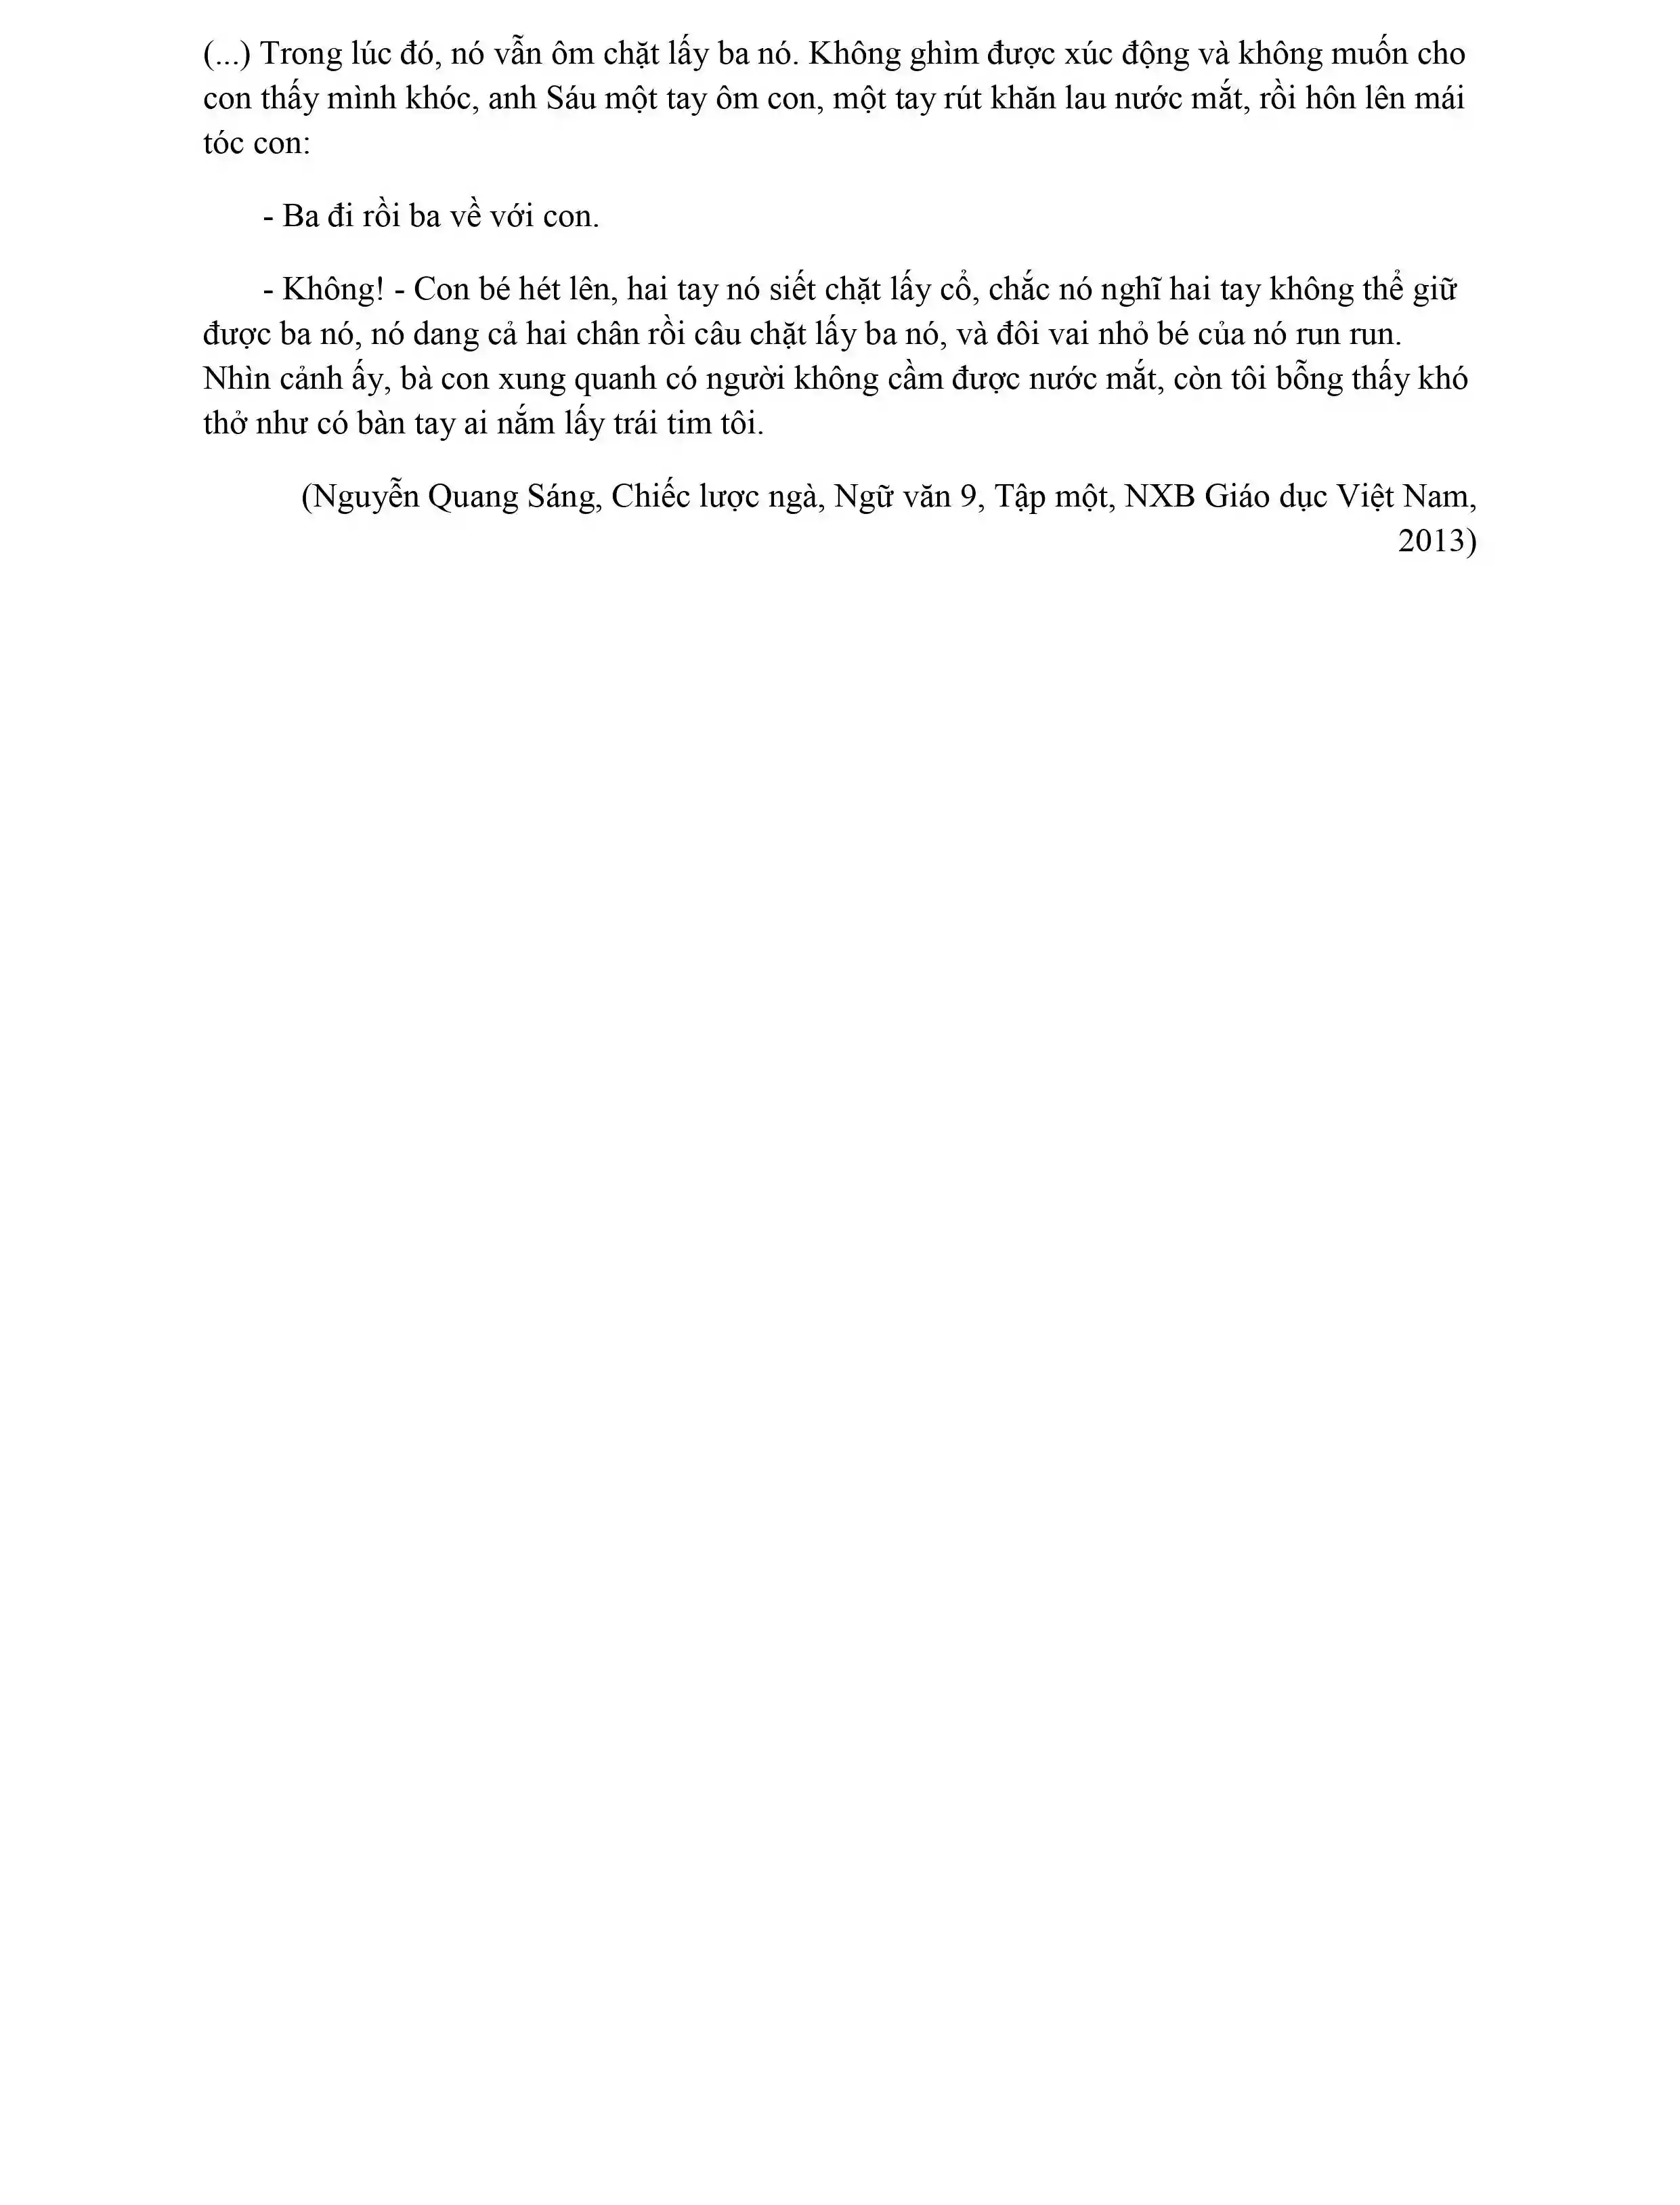 (...) Trong lúc đó, nó vẫn ôm chặt lấy ba nó. Không ghìm được xúc động và không muốn cho
con thấy mình khóc, anh Sáu một tay ôm con, một tay rút khăn lau nước mắt, rồi hôn lên mái
tóc con:
- Ba đi rồi ba về với con.
- Không! - Con bé hét lên, hai tay nó siết chặt lấy cổ, chắc nó nghĩ hai tay không thể giữ
được ba nó, nó dang cả hai chân rồi câu chặt lấy ba nó, và đôi vai nhỏ bé của nó run run.
Nhìn cảnh ấy, bà con xung quanh có người không cầm được nước mắt, còn tôi bỗng thấy khó
thở như có bàn tay ai nắm lấy trái tim tôi.
(Nguyễn Quang Sáng, Chiếc lược ngà, Ngữ văn 9, Tập một, NXB Giáo dục Việt Nam,
2013)